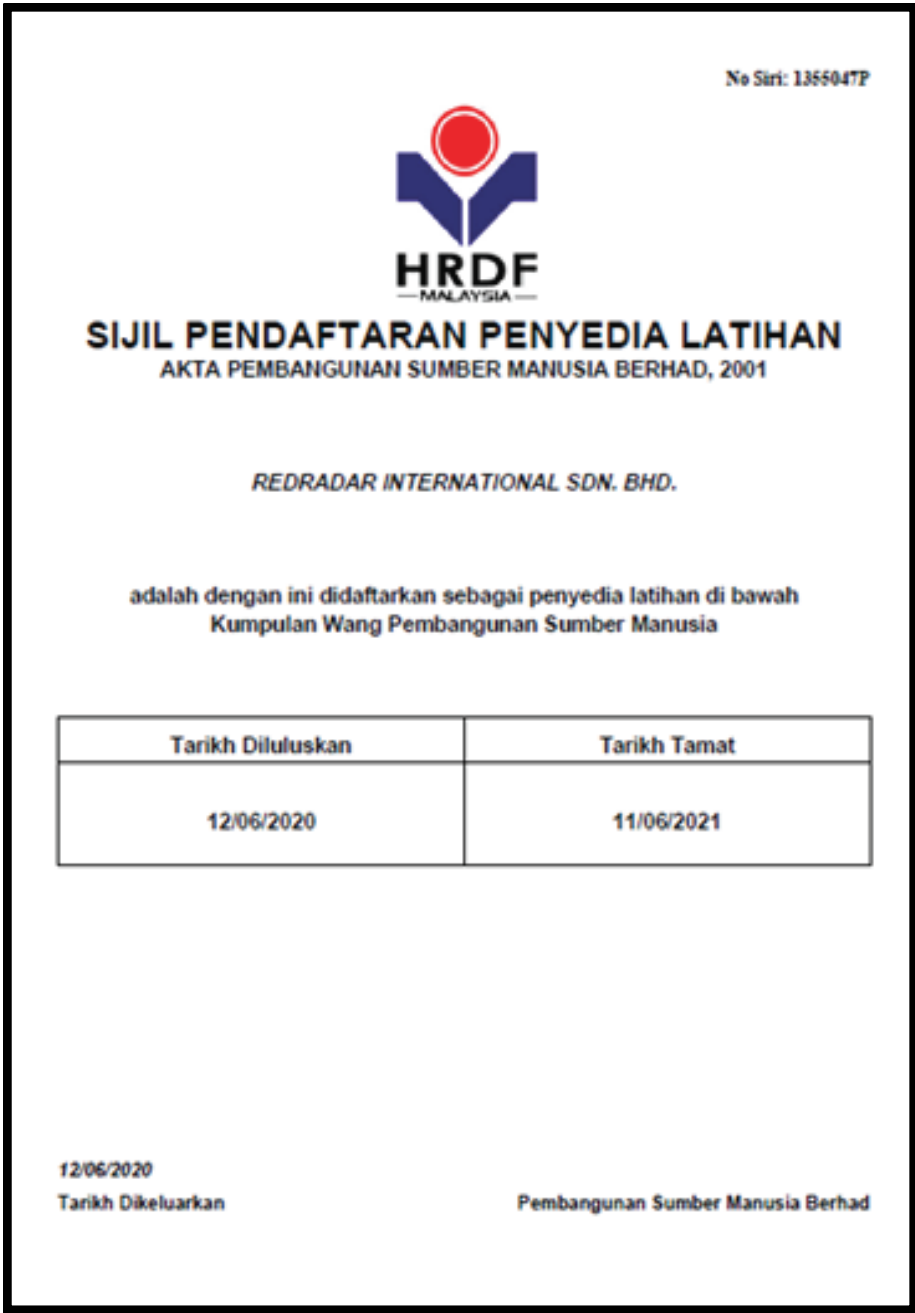 No Siri: 1355047P
HRDF
MALAYSIA
SIJIL PENDAFTARAN PENYEDIA LATIHAN
AKTA PEMBANGUNAN SUMBER MANUSIA BERHAD, 2001
REDRADAR INTERNATIONAL SDN. BHD.
adalah dengan ini didaftarkan sebagai penyedia latihan di bawah
Kumpulan Wang Pembangunan Sumber Manusia
Tarikh Diluluskan Tarikh Tamat
12/06/2020 11/06/2021
12/06/2020
Tarikh Dikeluarkan Pembangunan Sumber Manusia Berhad